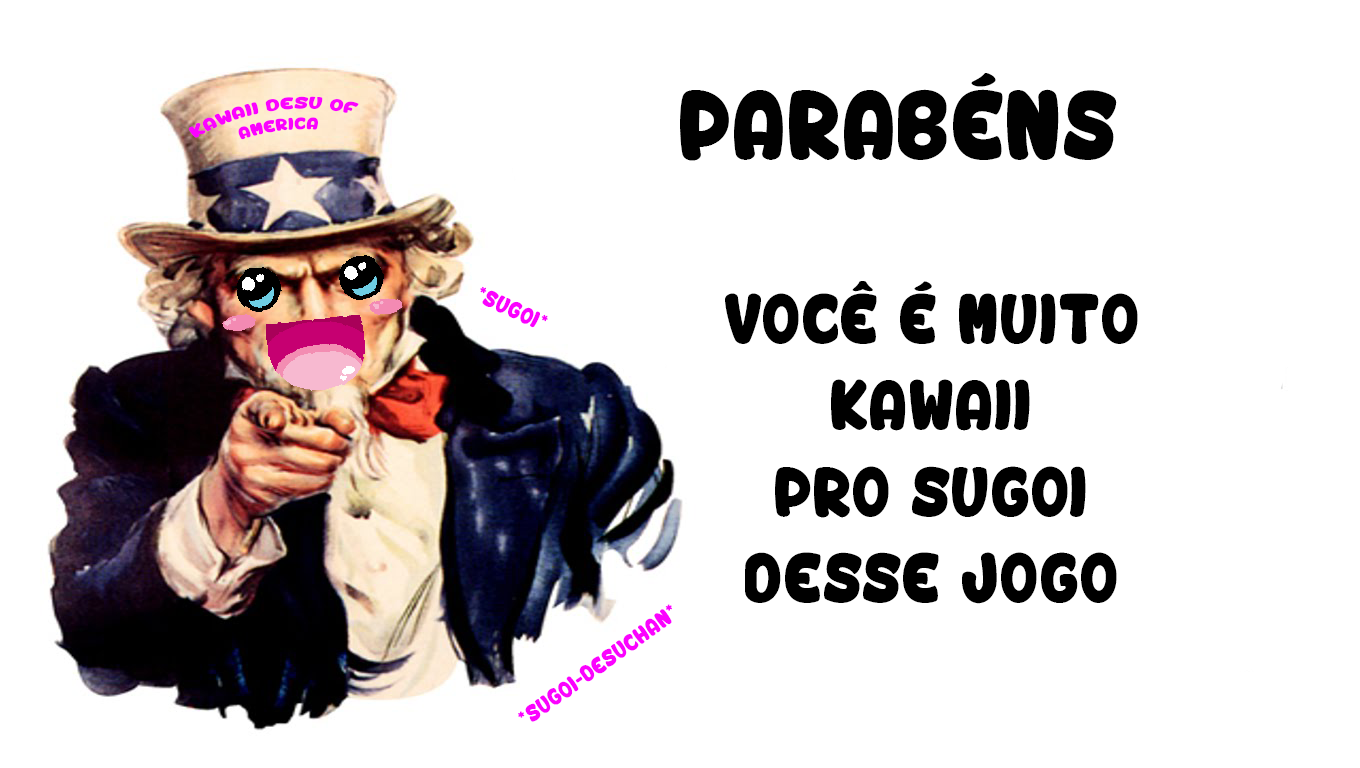 KAWAII DESU OF
AMERICA
*SUGOI*
*SUGOI-DESUCHAN*
PARABÉNS
VOCÊ É MUITO
KAWAII
PRO SUGOI
DESSE JOGO